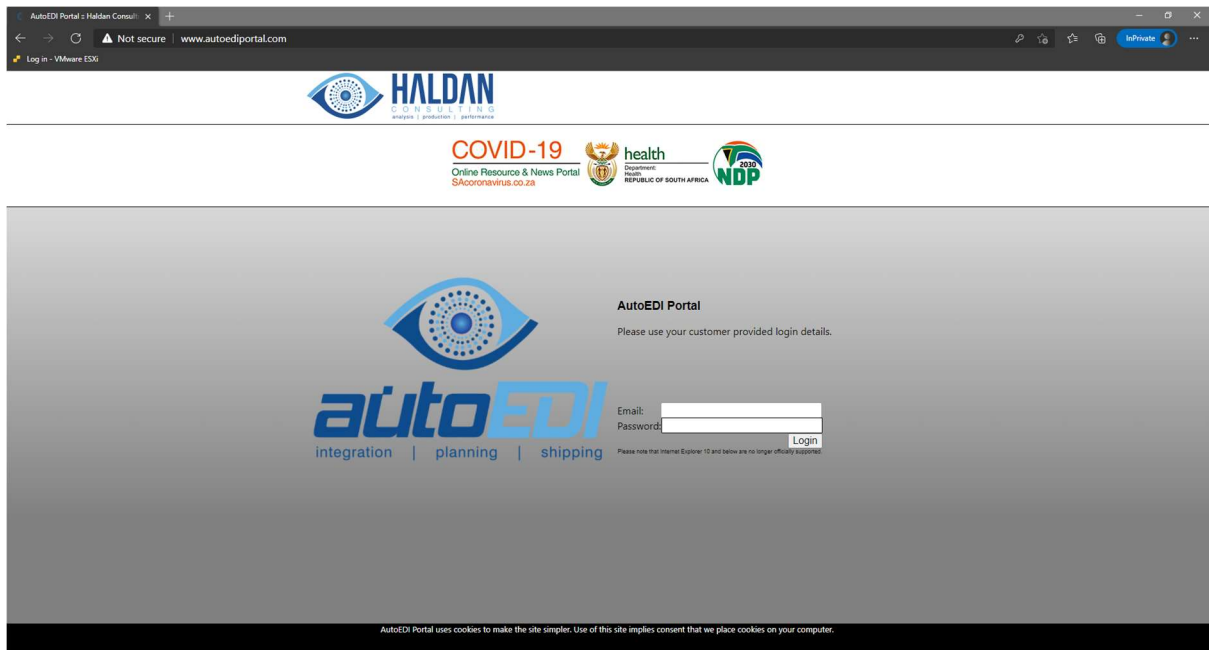 AutoEDI Portal :: Haldan Consult
Not secure | www.autoediportal.com
InPrivate
Log in - VMware ESXi
HALDAN
CONSULTING
analysis | production | performance
COVID-19
Online Resource & News Portal
SAcoronavirus.co.za
health
Department:
Health
REPUBLIC OF SOUTH AFRICA
2030
NDP
AutoEDI Portal
Please use your customer provided login details.
autoEDI
integration | planning | shipping
Email:
Password:
Login
Please note that Internet Explorer 10 and below are no longer officially supported.
AutoEDI Portal uses cookies to make the site simpler. Use of this site implies consent that we place cookies on your computer.